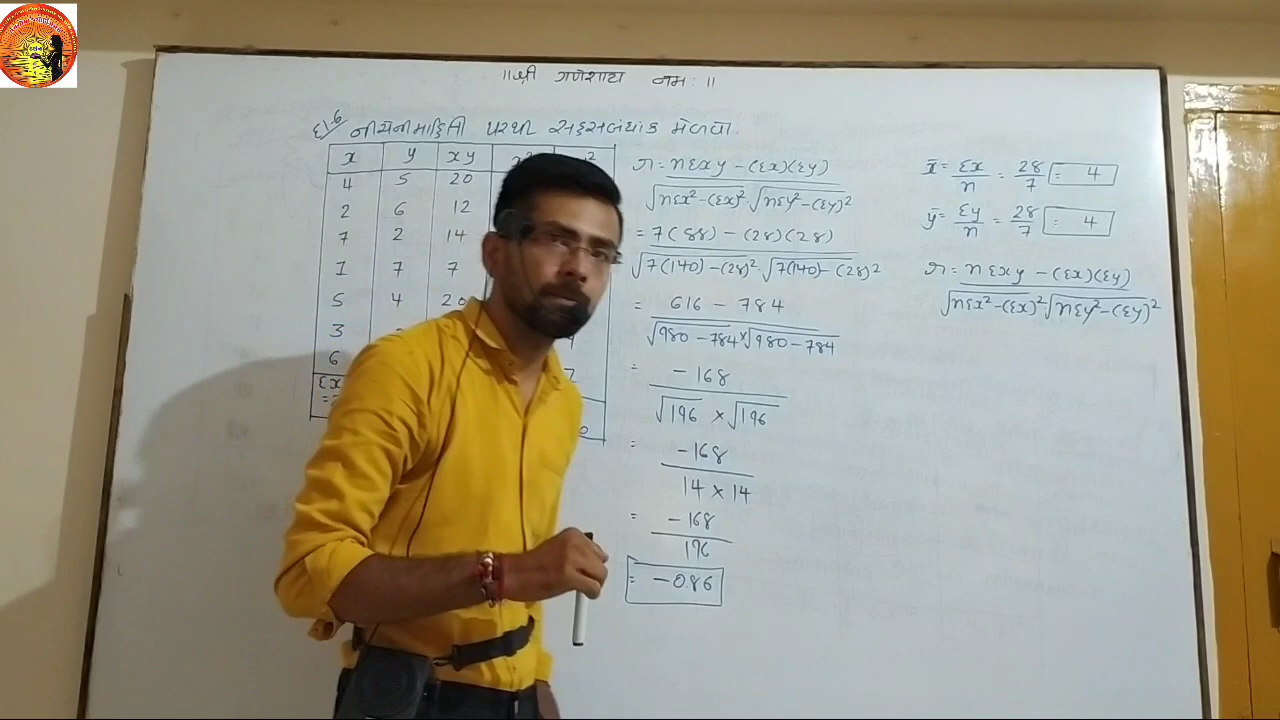 ॥ श्री गणेशाय नमः ॥
દા.6 નીચેની માહિતી પરથી સહસંબંધાંક મેળવો.
x y xy
4 5 20
2 6 12
7 2 14
1 7 7
5 4 20
3
6
Σx
r = nΣxy - (Σx)(Σy)
√nΣx² - (Σx)² √nΣy² - (Σy)²
= 7(88) - (28)(28)
√7(140) - (28)² √7(140) - (28)²
= 616 - 784
√980 - 784 × √980 - 784
= -168
√196 × √196
= -168
14 × 14
= -168
196
= -0.86
x̄ = Σx/n = 28/7 = 4
ȳ = Σy/n = 28/7 = 4
r = nΣxy - (Σx)(Σy)
√nΣx² - (Σx)² √nΣy² - (Σy)²